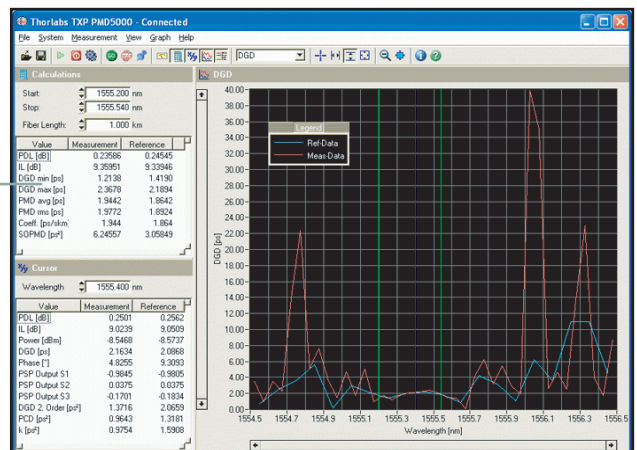 Thorlabs TXP PMD5000 - Connected
File System Measurement View Graph Help
DGD
Calculations
Start: 1555.200 nm
Stop: 1555.540 nm
Fiber Length: 1.000 km
Value Measurement Reference
PDL [dB] 0.23586 0.24545
IL [dB] 9.35951 9.33946
DGD min [ps] 1.2138 1.4190
DGD max [ps] 2.3678 2.1894
PMD avg [ps] 1.9442 1.8642
PMD rms [ps] 1.9772 1.8924
Coeff. [ps/skm] 1.944 1.864
SOPMD [ps²] 6.24557 3.05849
X/y Cursor
Wavelength 1555.400 nm
Value Measurement Reference
PDL [dB] 0.2501 0.2562
IL [dB] 9.0239 9.0509
Power [dBm] -8.5468 -8.5737
DGD [ps] 2.1634 2.0868
Phase [°] 4.8255 9.3093
PSP Output S1 -0.9845 -0.9805
PSP Output S2 0.0375 0.0375
PSP Output S3 -0.1701 -0.1834
DGD 2. Order [ps²] 1.3716 2.0659
PCD [ps²] 0.9643 1.3181
k [ps²] 0.9754 1.5908
DGD
40.00
38.00
36.00
34.00
32.00
30.00
28.00
26.00
24.00
22.00
20.00
18.00
16.00
14.00
12.00
10.00
8.00
6.00
4.00
2.00
0.00
DGD [ps]
Legend
Ref-Data
Meas-Data
1554.5 1554.7 1554.9 1555.1 1555.3 1555.5 1555.7 1555.9 1556.1 1556.3 1556.5
Wavelength [nm]